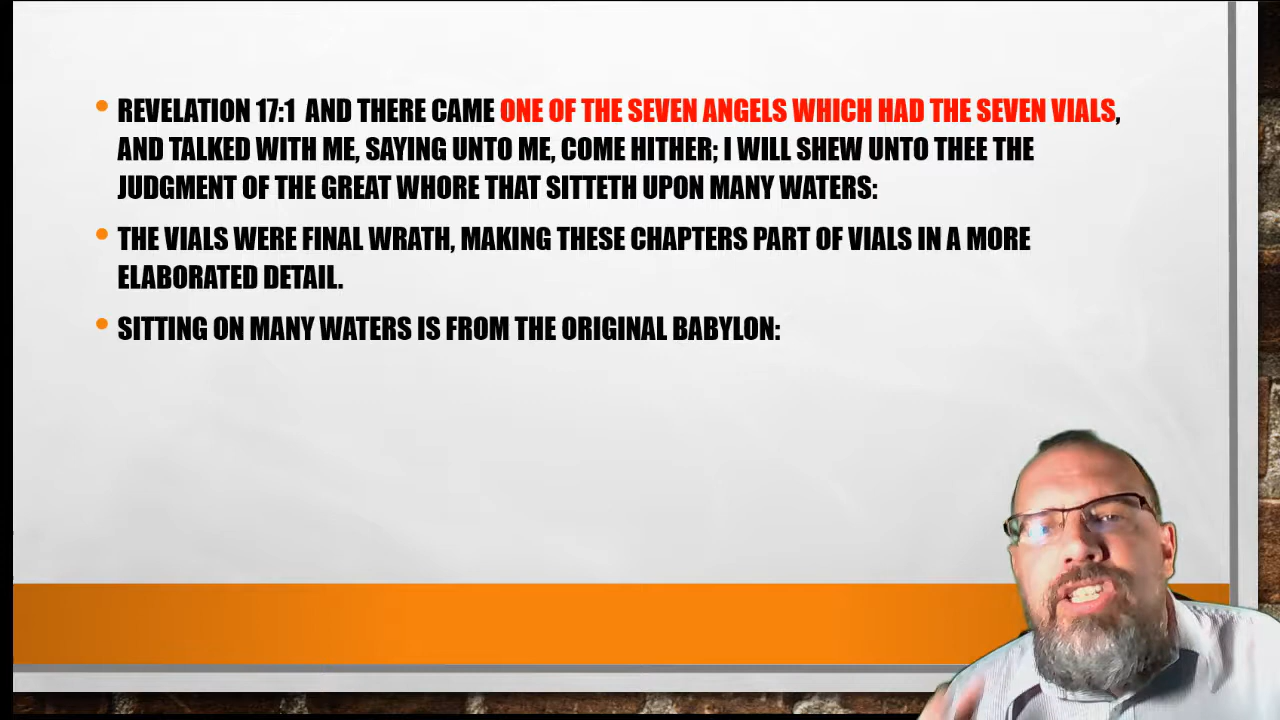 REVELATION 17:1 AND THERE CAME ONE OF THE SEVEN ANGELS WHICH HAD THE SEVEN VIALS,
AND TALKED WITH ME, SAYING UNTO ME, COME HITHER; I WILL SHEW UNTO THEE THE
JUDGMENT OF THE GREAT WHORE THAT SITTETH UPON MANY WATERS:
THE VIALS WERE FINAL WRATH, MAKING THESE CHAPTERS PART OF VIALS IN A MORE
ELABORATED DETAIL.
SITTING ON MANY WATERS IS FROM THE ORIGINAL BABYLON: